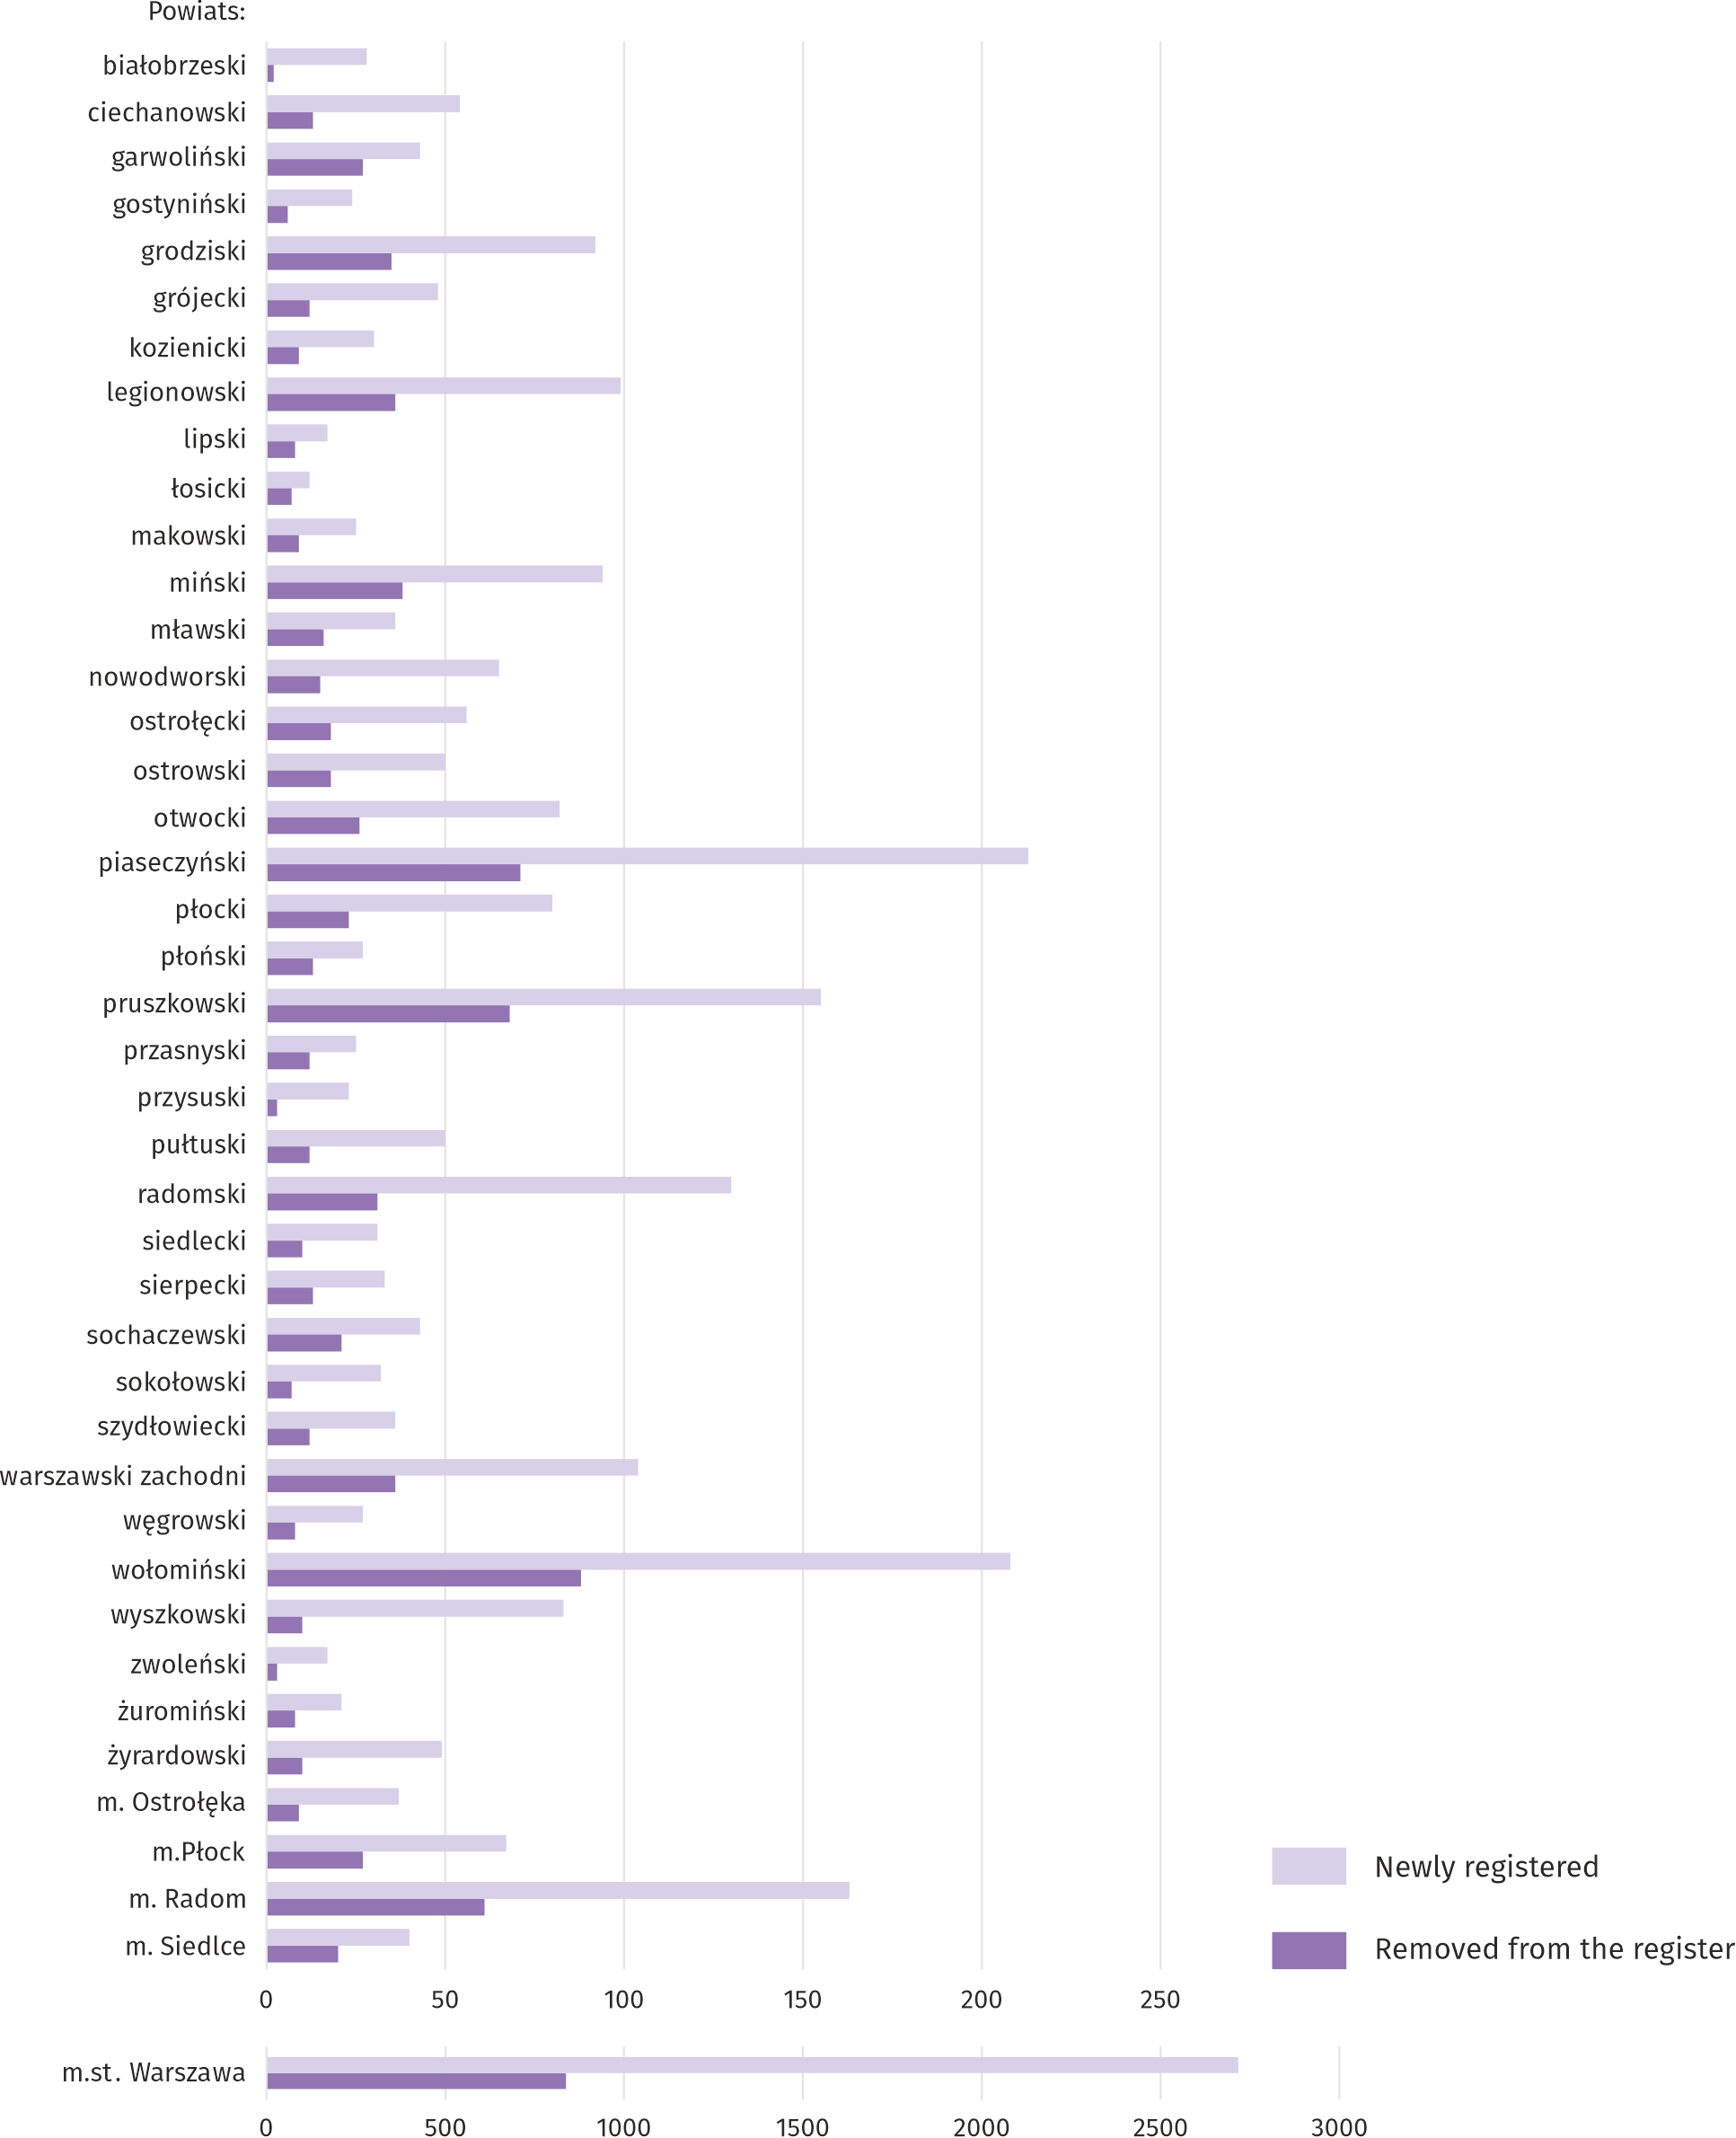 Powiats:
białobrzeski
ciechanowski
garwoliński
gostyniński
grodziski
grójecki
kozienicki
legionowski
lipski
łosicki
makowski
miński
mławski
nowodworski
ostrołęcki
ostrowski
otwocki
piaseczyński
płocki
płoński
pruszkowski
przasnyski
przysuski
pułtuski
radomski
siedlecki
sierpecki
sochaczewski
sokołowski
szydłowiecki
warszawski zachodni
węgrowski
wołomiński
wyszkowski
zwoleński
żuromiński
żyrardowski
m. Ostrołęka
m.Płock
m. Radom
m. Siedlce
Newly registered
Removed from the register
0 50 100 150 200 250
m.st. Warszawa
0 500 1000 1500 2000 2500 3000